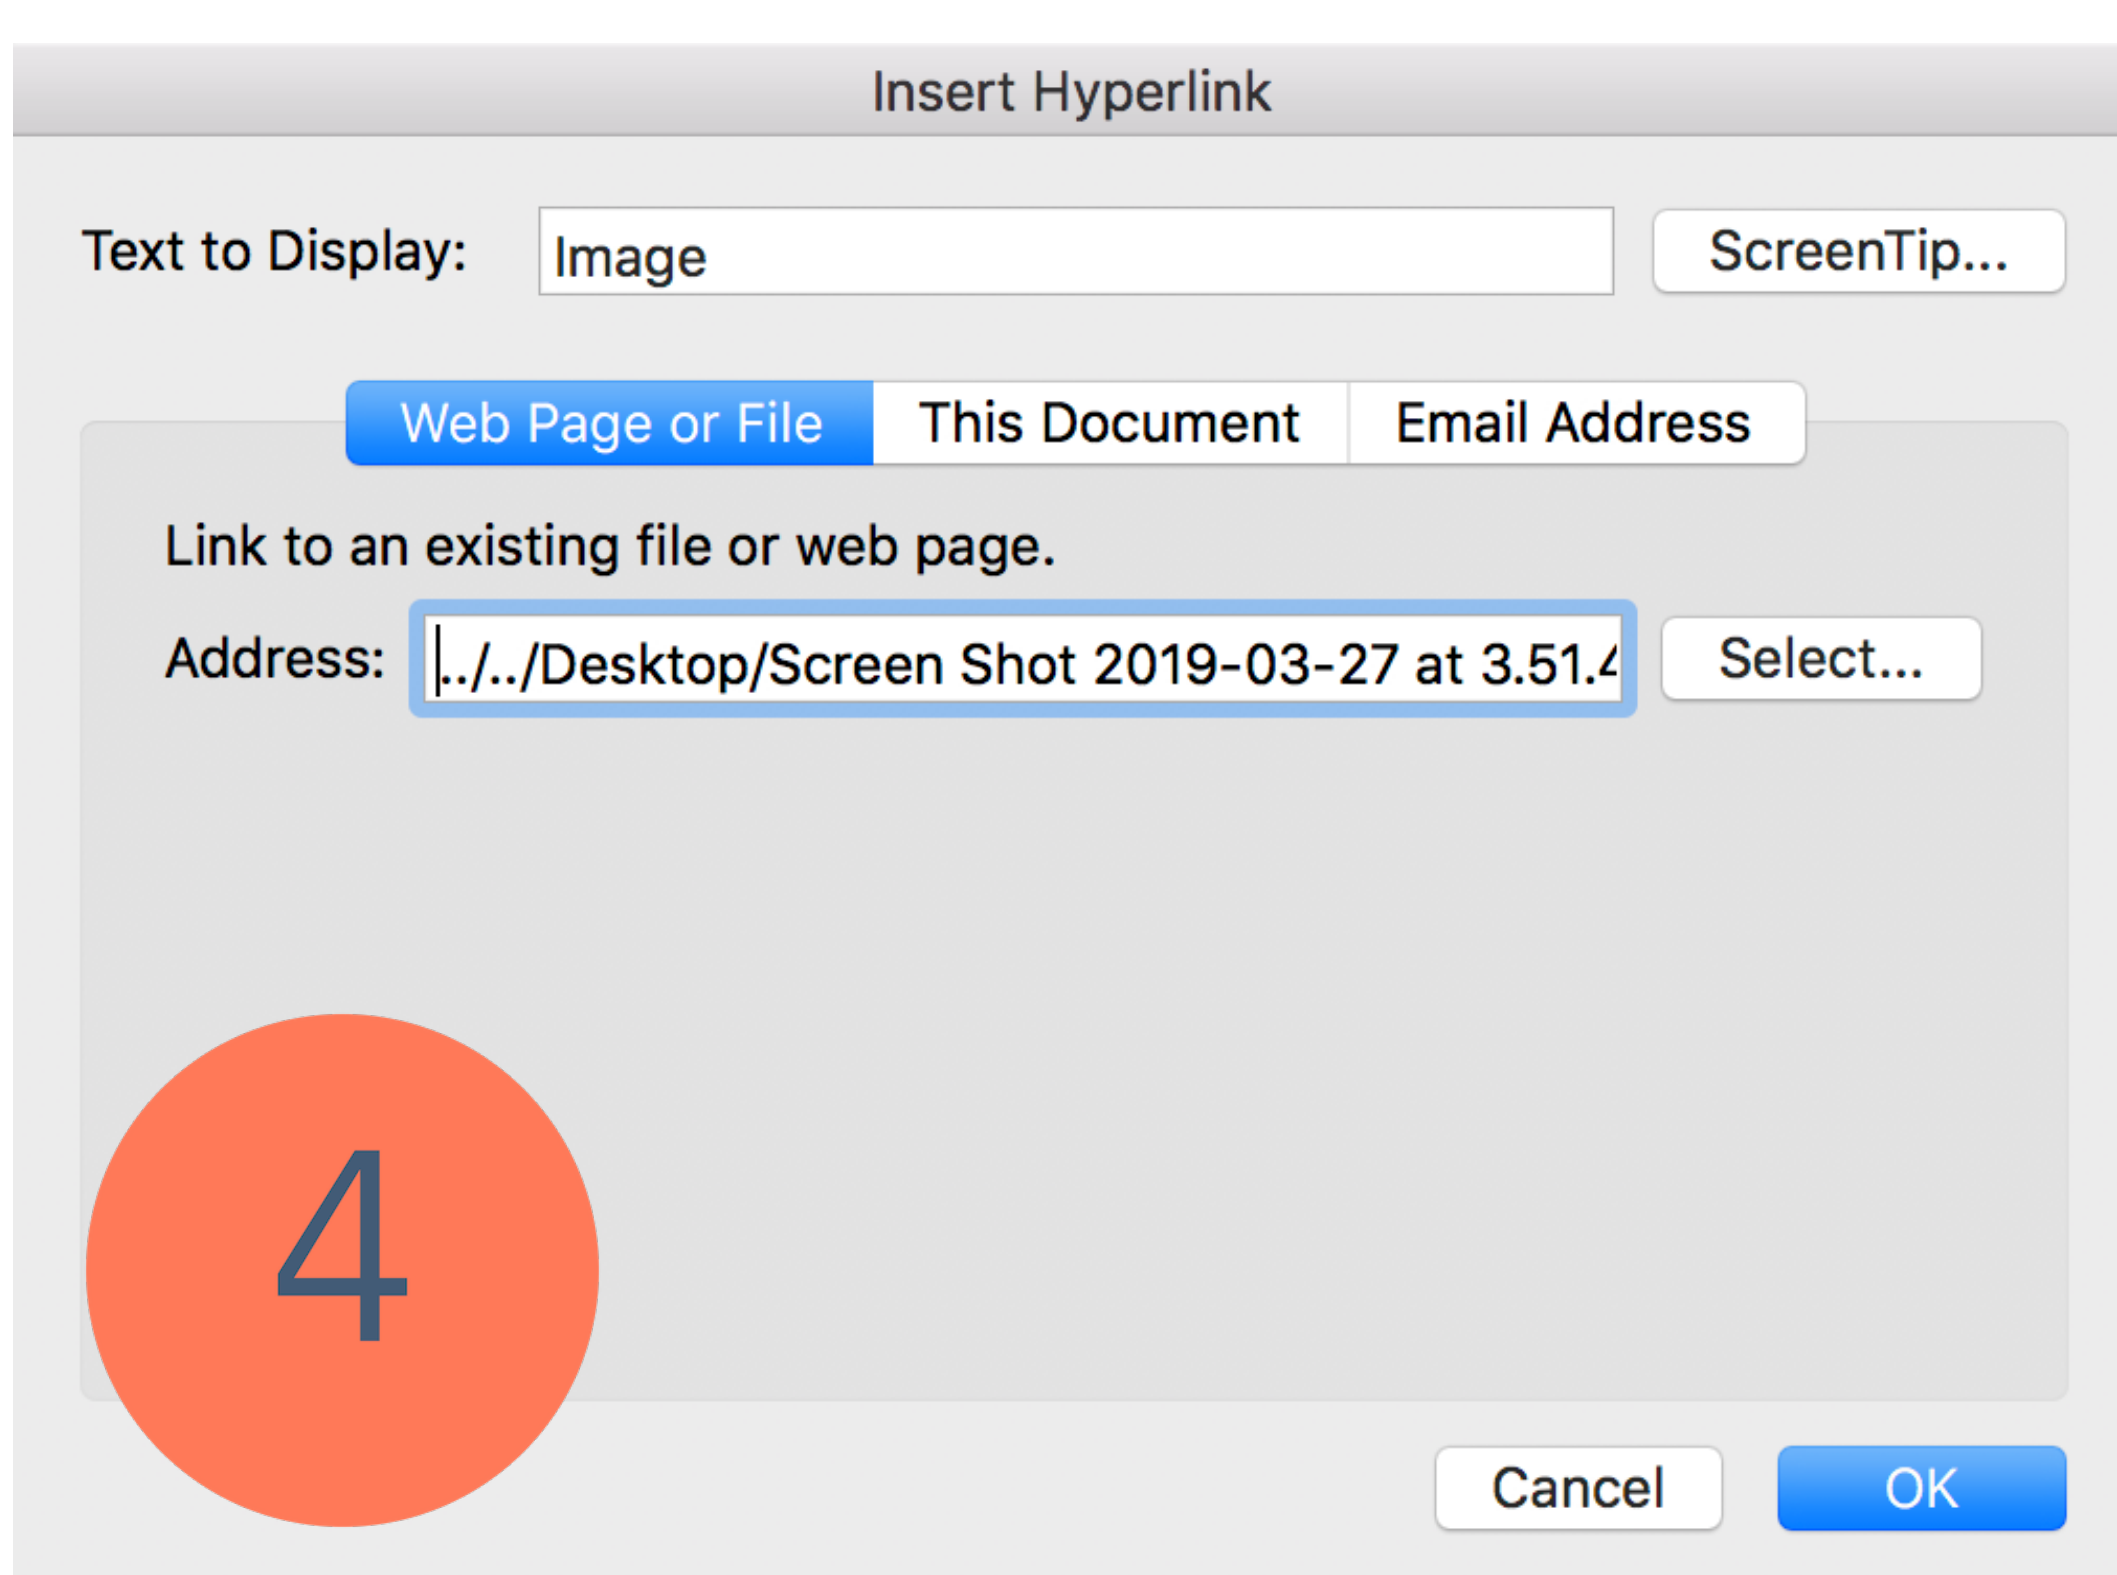 Insert Hyperlink
Text to Display: Image ScreenTip...
Web Page or File This Document Email Address
Link to an existing file or web page.
Address: ../../Desktop/Screen Shot 2019-03-27 at 3.51.4 Select...
4
Cancel OK